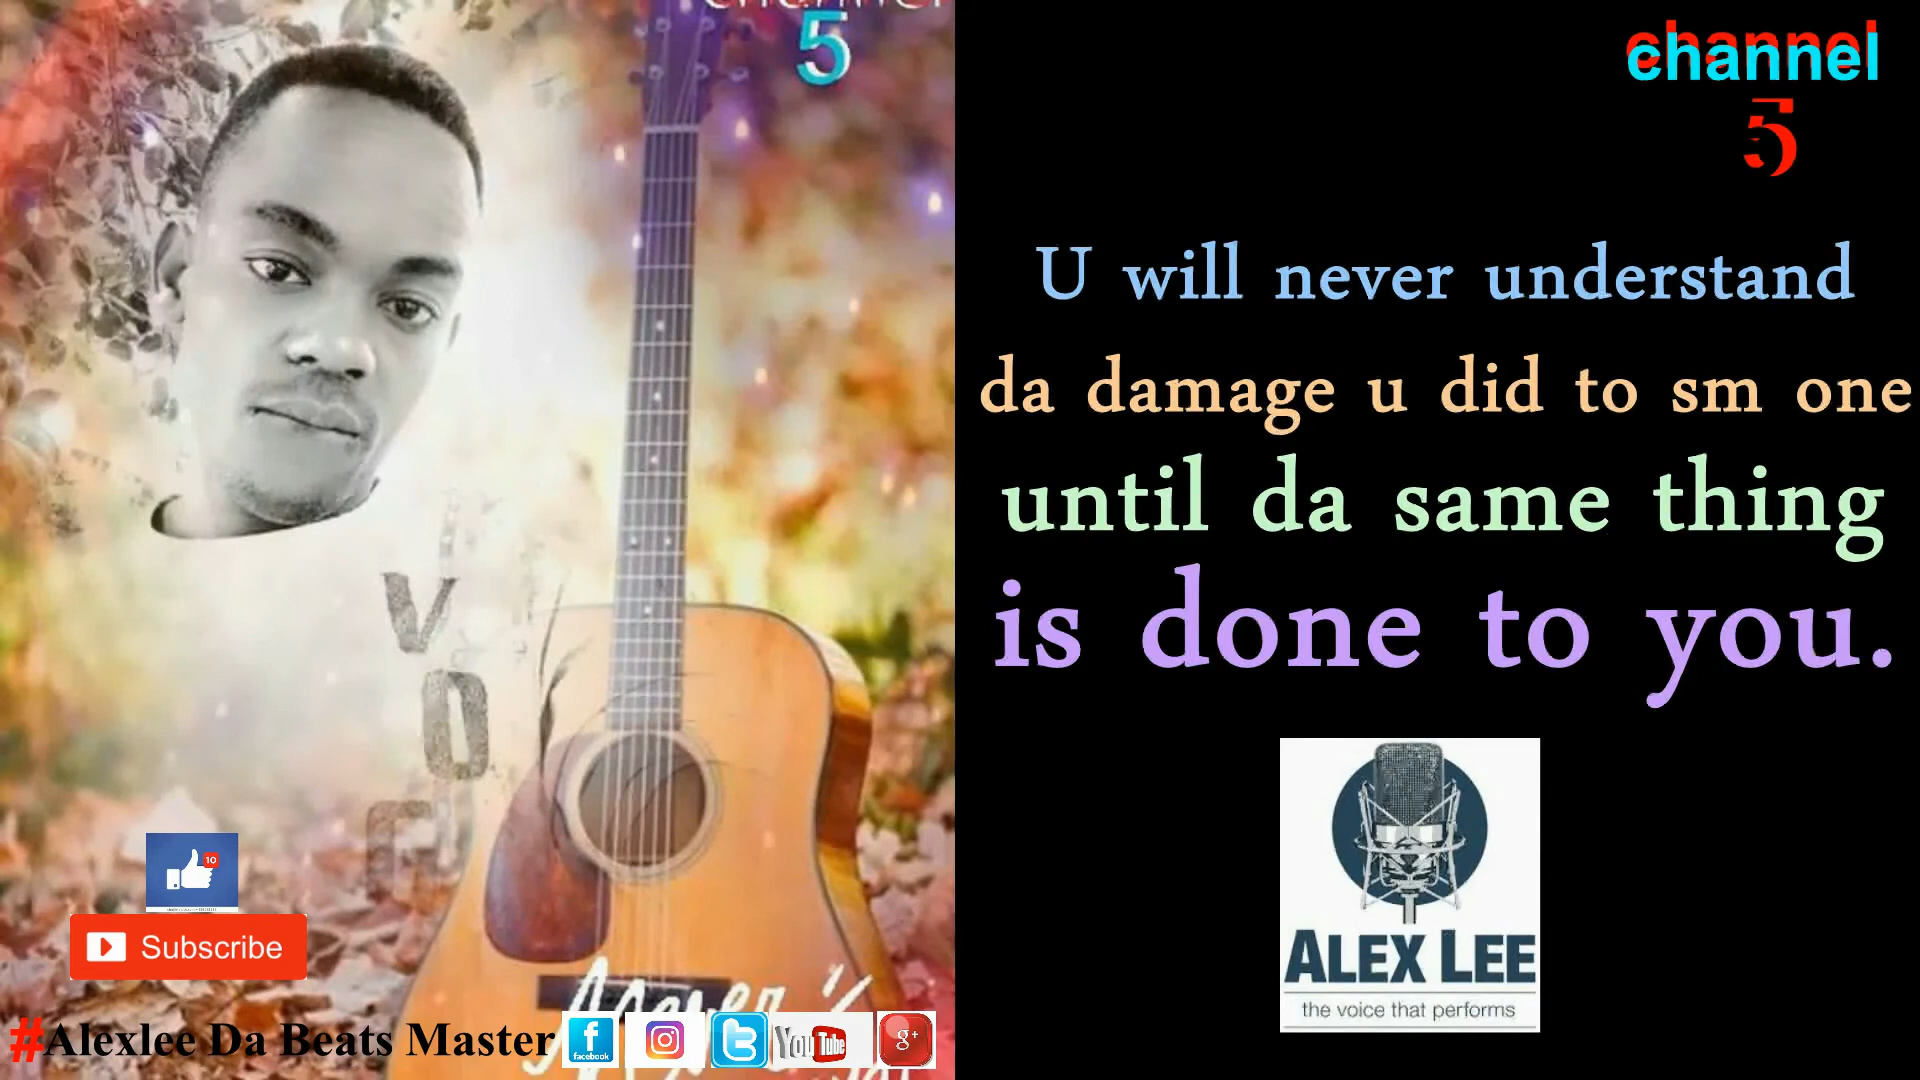 5
channel
5
U will never understand
da damage u did to sm one
until da same thing
is done to you.
V
O
ALEX LEE
the voice that performs
10
Subscribe
#Alexlee Da Beats Master
facebook
You Tube
g+